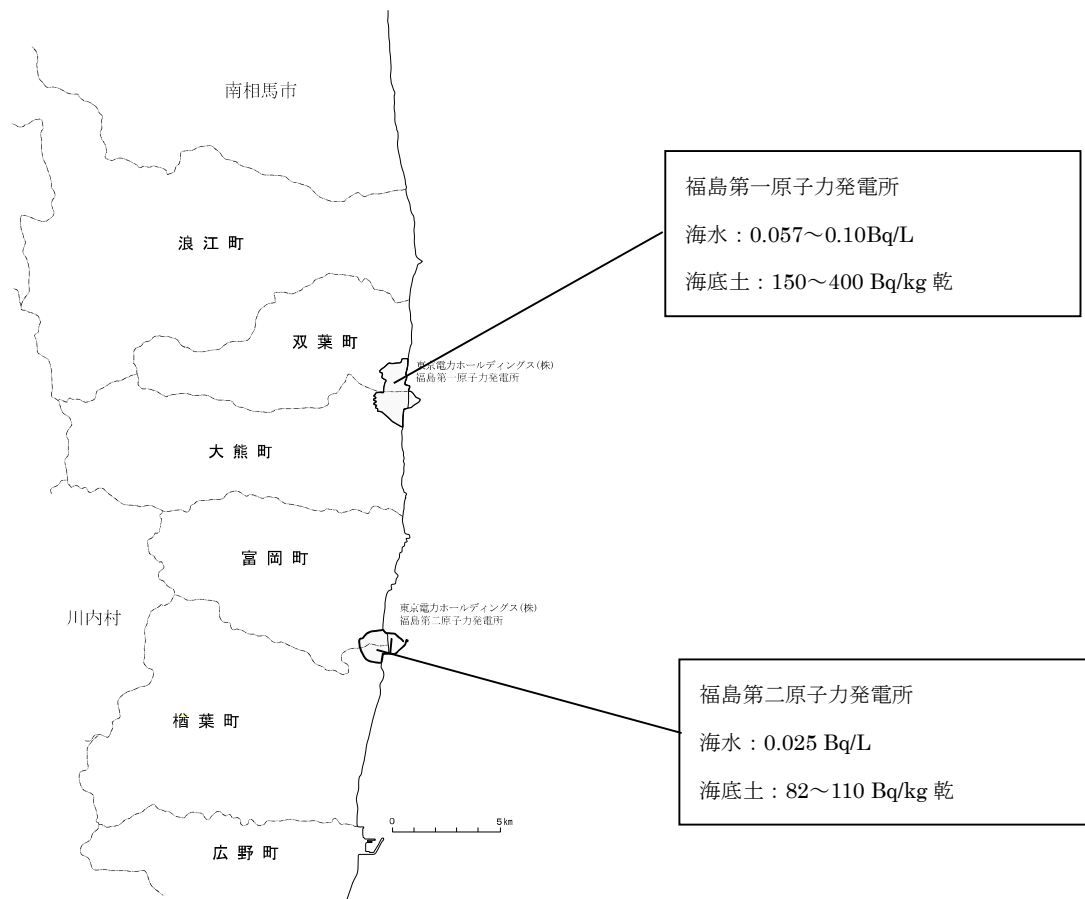 南相馬市
福島第一原子力発電所
海水：0.057～0.10Bq/L
海底土：150～400 Bq/kg 乾
浪江町
双葉町
東京電力ホールディングス(株)
福島第一原子力発電所
大熊町
富岡町
川内村
東京電力ホールディングス(株)
福島第二原子力発電所
福島第二原子力発電所
海水：0.025 Bq/L
海底土：82～110 Bq/kg 乾
楢葉町
0 5km
広野町